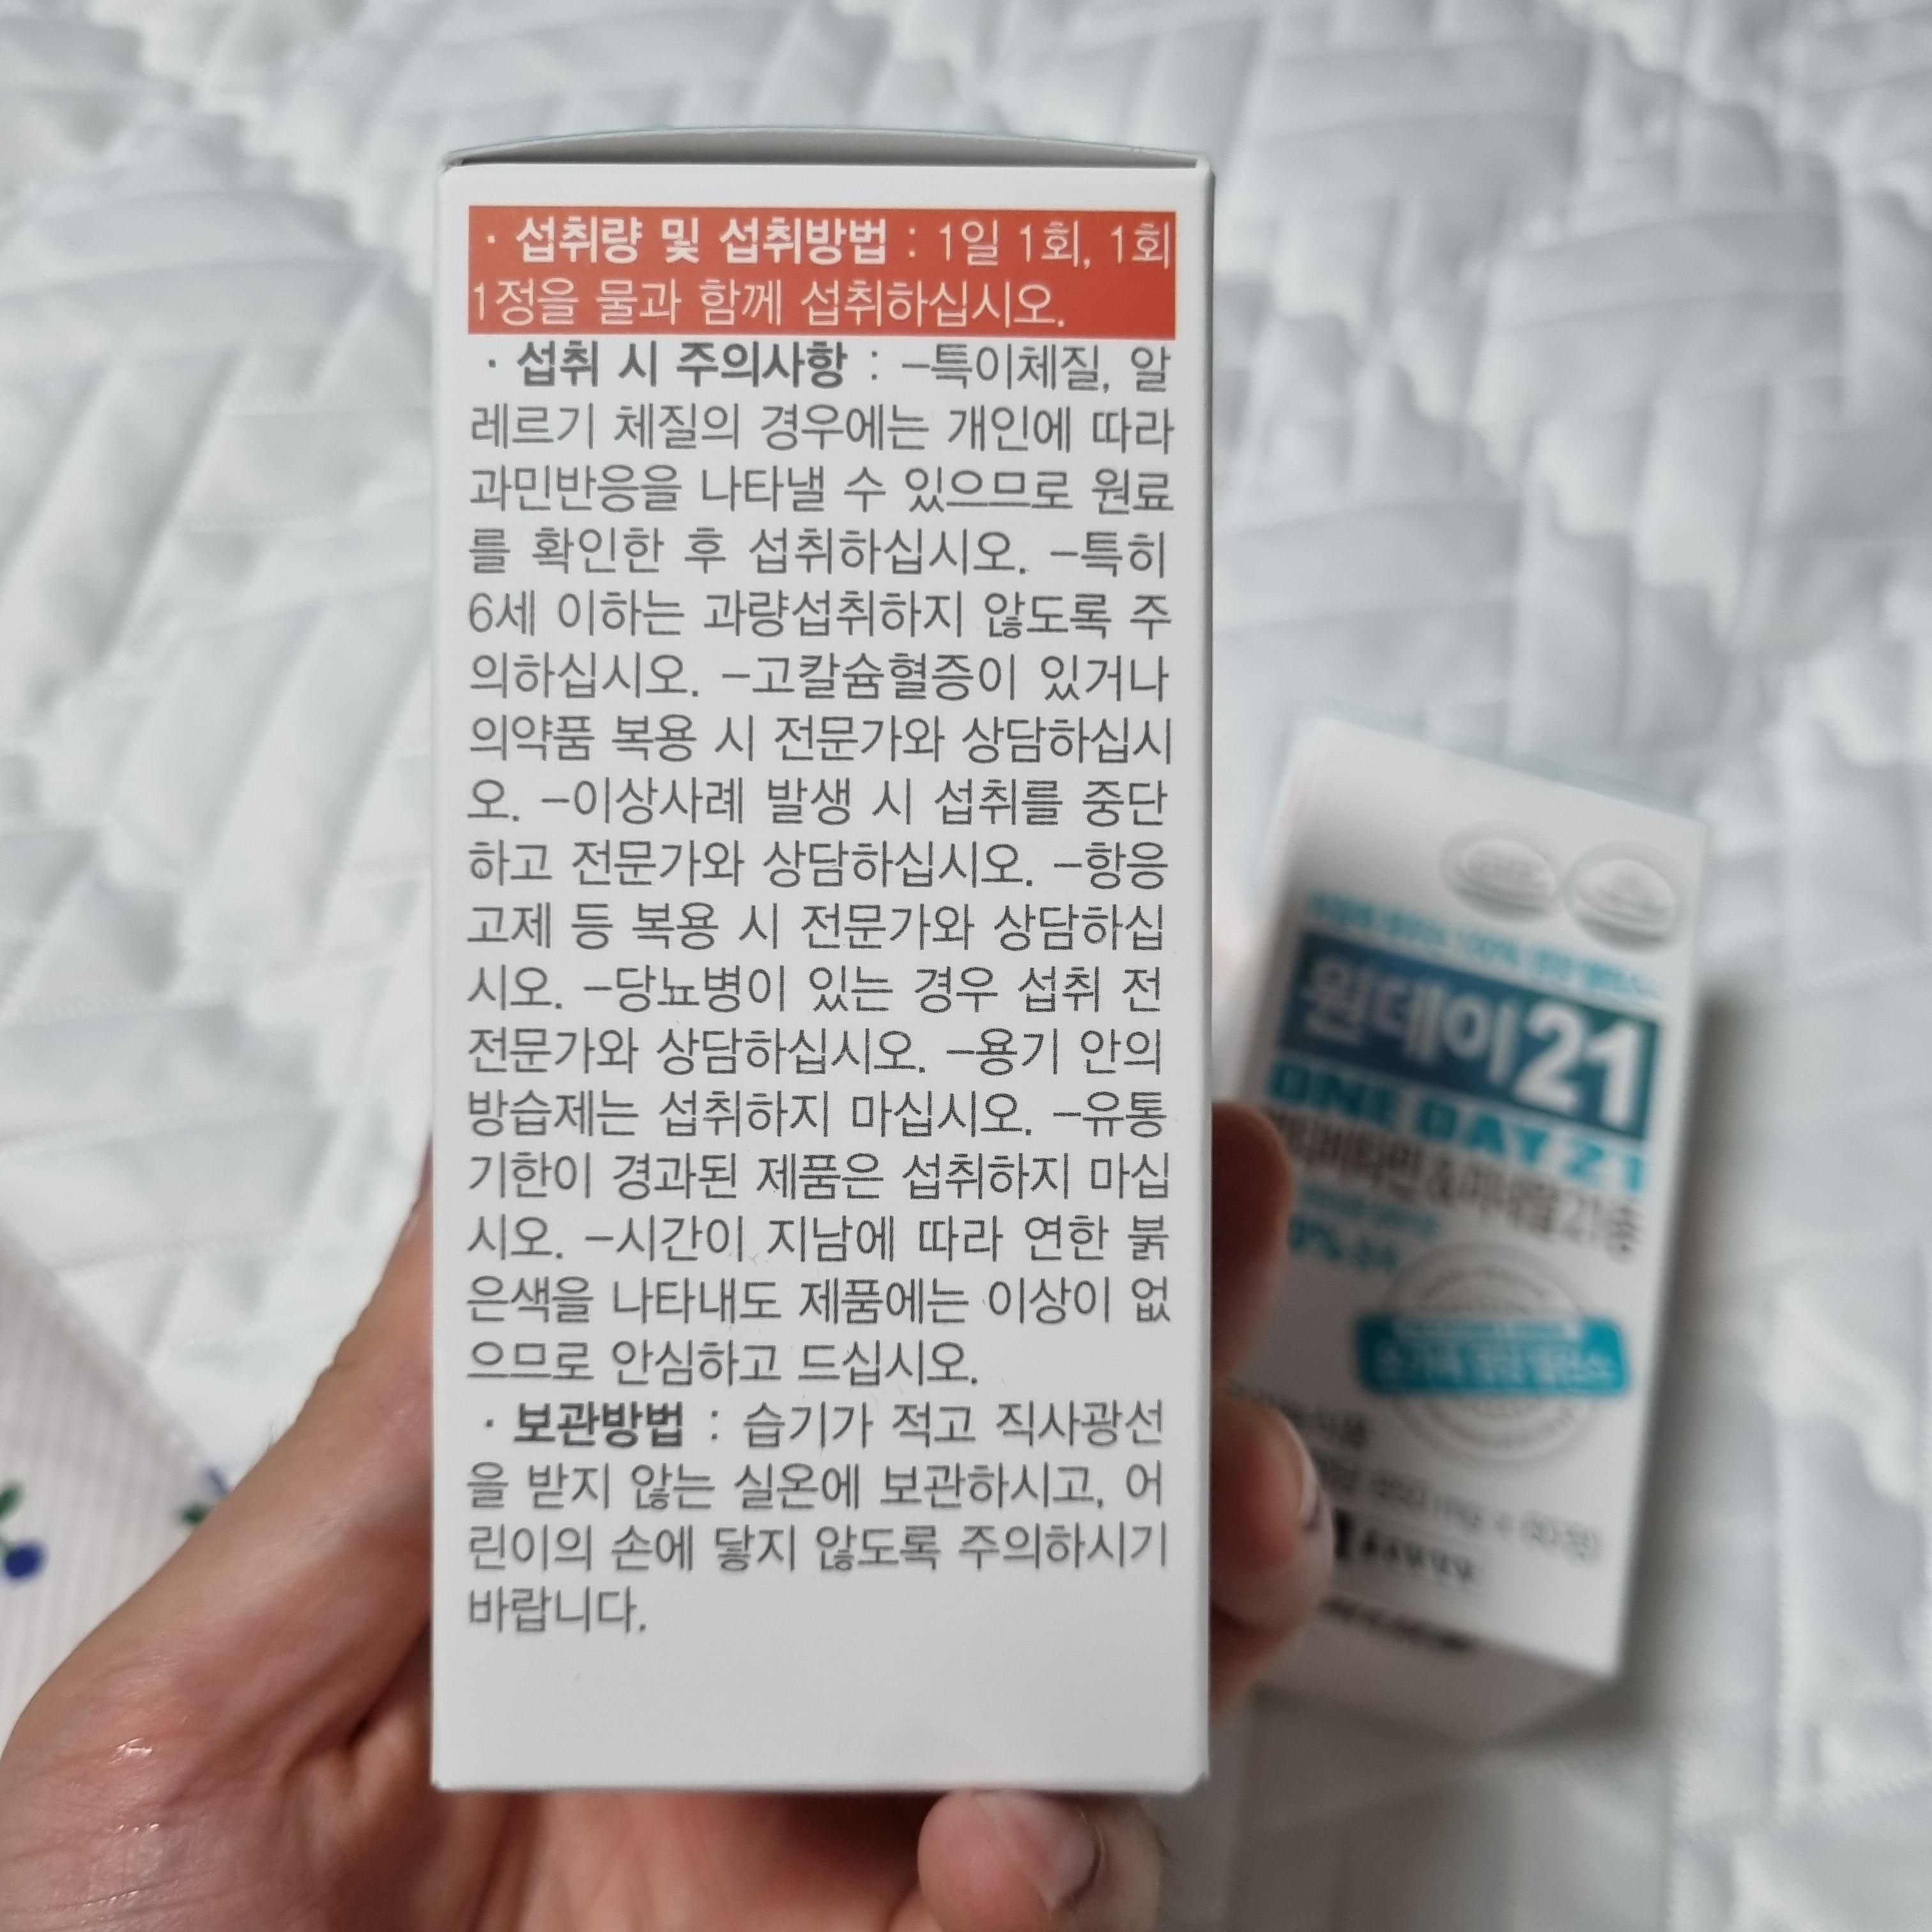 · 섭취량 및 섭취방법 : 1일 1회, 1회
1정을 물과 함께 섭취하십시오.
· 섭취 시 주의사항 : -특이체질, 알
레르기 체질의 경우에는 개인에 따라
과민반응을 나타낼 수 있으므로 원료
를 확인한 후 섭취하십시오. -특히
6세 이하는 과량섭취하지 않도록 주
의하십시오. -고칼슘혈증이 있거나
의약품 복용 시 전문가와 상담하십시
오. -이상사례 발생 시 섭취를 중단
하고 전문가와 상담하십시오. -항응
고제 등 복용 시 전문가와 상담하십
시오. -당뇨병이 있는 경우 섭취 전
전문가와 상담하십시오. -용기 안의
방습제는 섭취하지 마십시오. -유통
기한이 경과된 제품은 섭취하지 마십
시오. -시간이 지남에 따라 연한 붉
은색을 나타내도 제품에는 이상이 없
으므로 안심하고 드십시오.
· 보관방법 : 습기가 적고 직사광선
을 받지 않는 실온에 보관하시고, 어
린이의 손에 닿지 않도록 주의하시기
바랍니다.
원데이21
ONE DAY 21
멀티비타민&미네랄21종